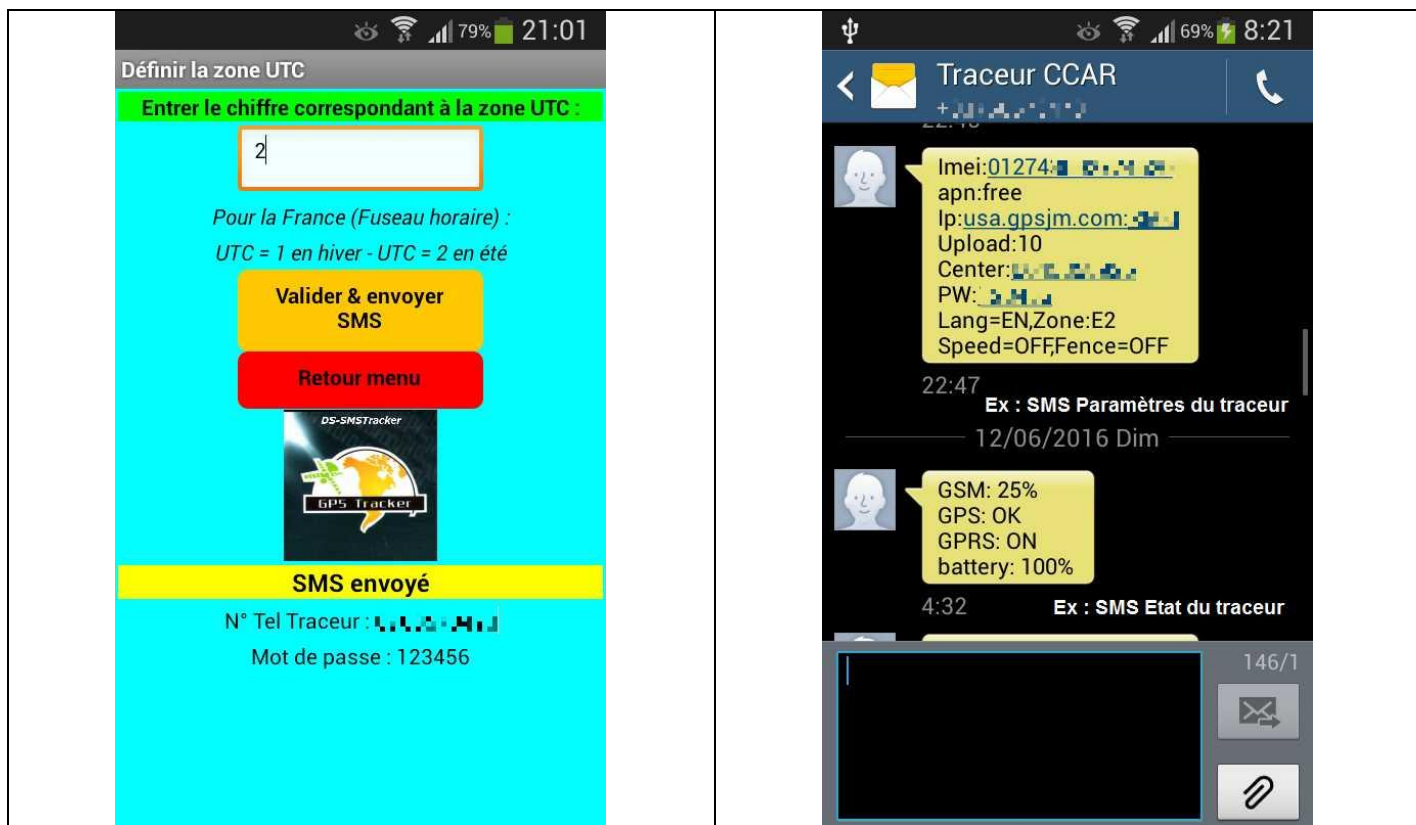 79% 21:01
Définir la zone UTC
Entrer le chiffre correspondant à la zone UTC :
2
Pour la France (Fuseau horaire) :
UTC = 1 en hiver - UTC = 2 en été
Valider & envoyer
SMS
Retour menu
DS-SMSTracker
GPS Tracker
SMS envoyé
N° Tel Traceur :
Mot de passe : 123456
69% 8:21
Traceur CCAR
+
Imei:01274
apn:free
Ip:usa.gpsjm.com:
Upload:10
Center:
PW:
Lang=EN,Zone:E2
Speed=OFF,Fence=OFF
22:47
Ex : SMS Paramètres du traceur
12/06/2016 Dim
GSM: 25%
GPS: OK
GPRS: ON
battery: 100%
4:32
Ex : SMS Etat du traceur
146/1